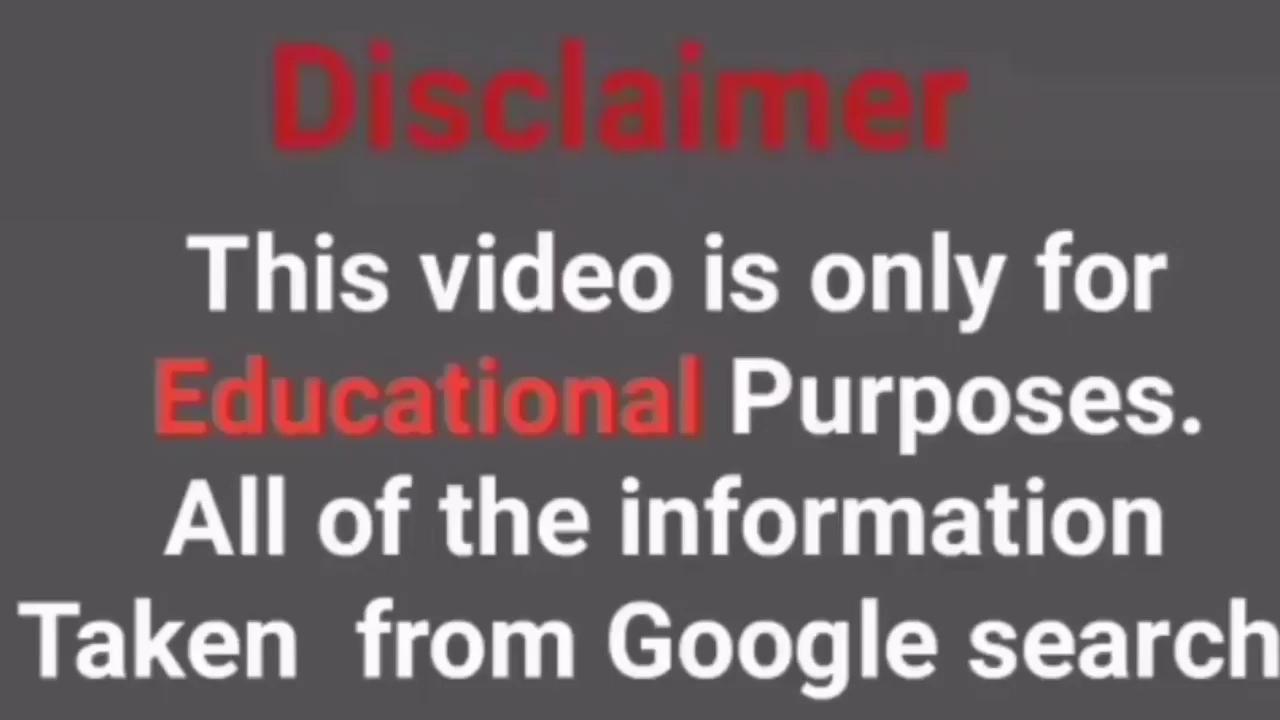 Disclaimer
This video is only for
Educational Purposes.
All of the information
Taken from Google search